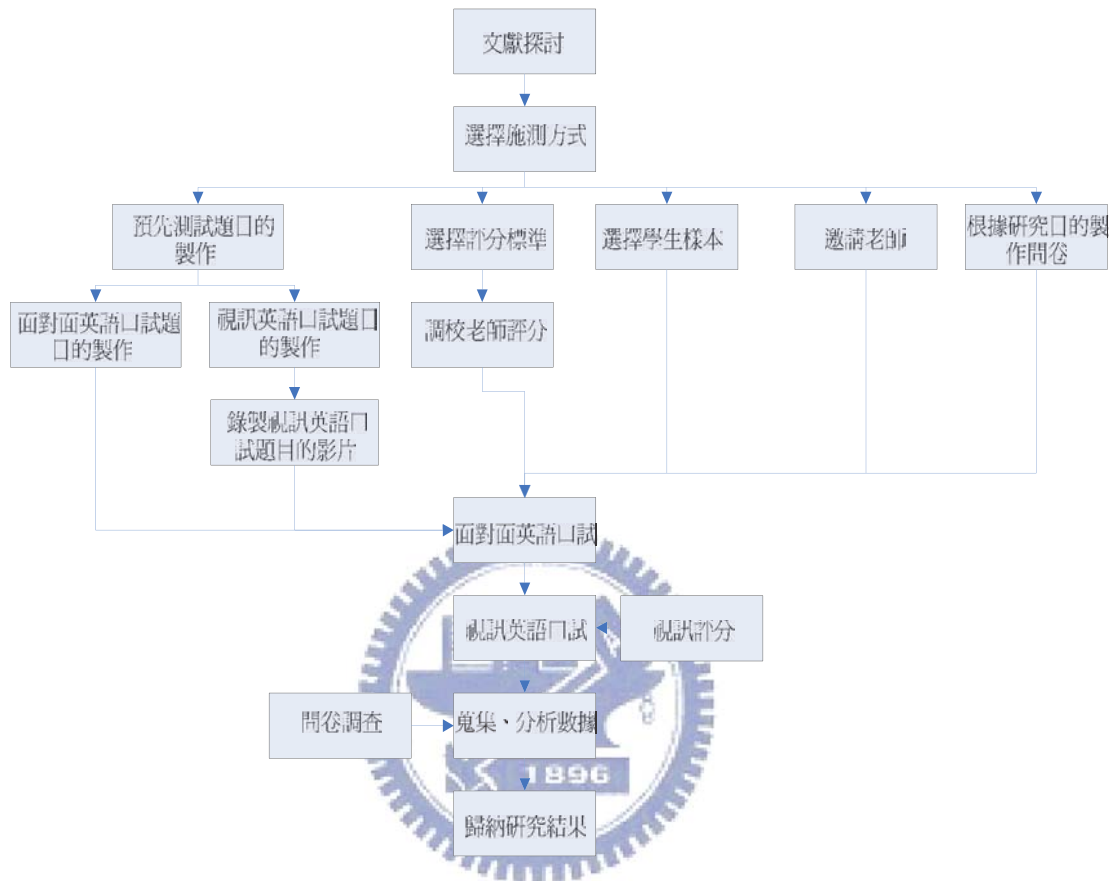 文獻探討
選擇施測方式
預先測試題目的
製作
選擇評分標準
選擇學生樣本
邀請老師
根據研究目的製
作問卷
面對面英語口試題
目的製作
視訊英語口試題目
的製作
調校老師評分
錄製視訊英語口
試題目的影片
面對面英語口試
視訊英語口試
視訊評分
問卷調查
蒐集、分析數據
1896
歸納研究結果